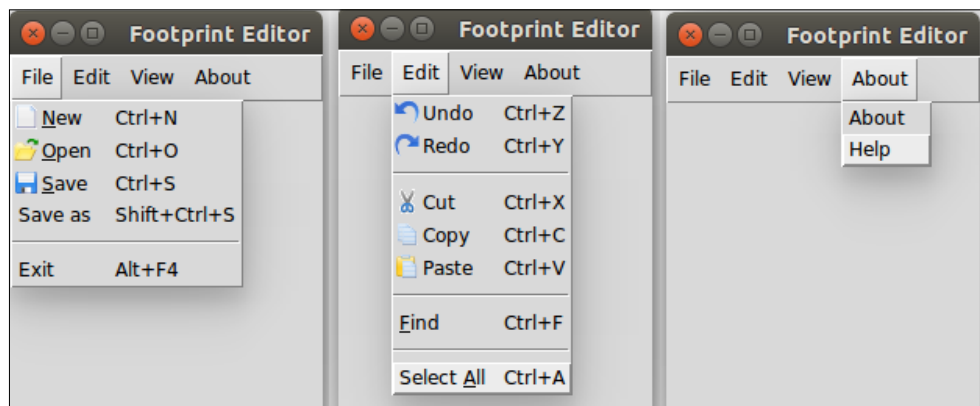 Footprint Editor
File Edit View About
New Ctrl+N
Open Ctrl+O
Save Ctrl+S
Save as Shift+Ctrl+S
Exit Alt+F4
Footprint Editor
File Edit View About
Undo Ctrl+Z
Redo Ctrl+Y
Cut Ctrl+X
Copy Ctrl+C
Paste Ctrl+V
Find Ctrl+F
Select All Ctrl+A
Footprint Editor
File Edit View About
About
Help